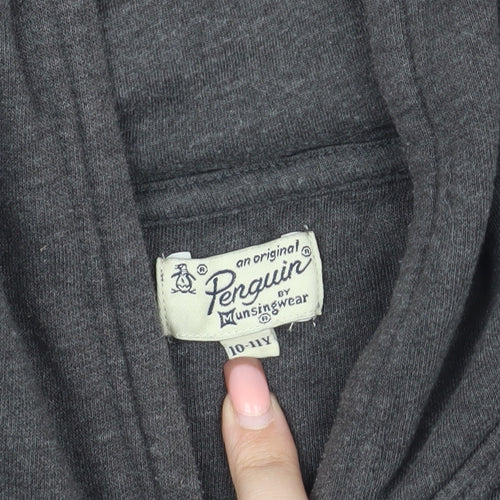 an original
Penguin®
BY
Munsingwear
®
®
10-11Y